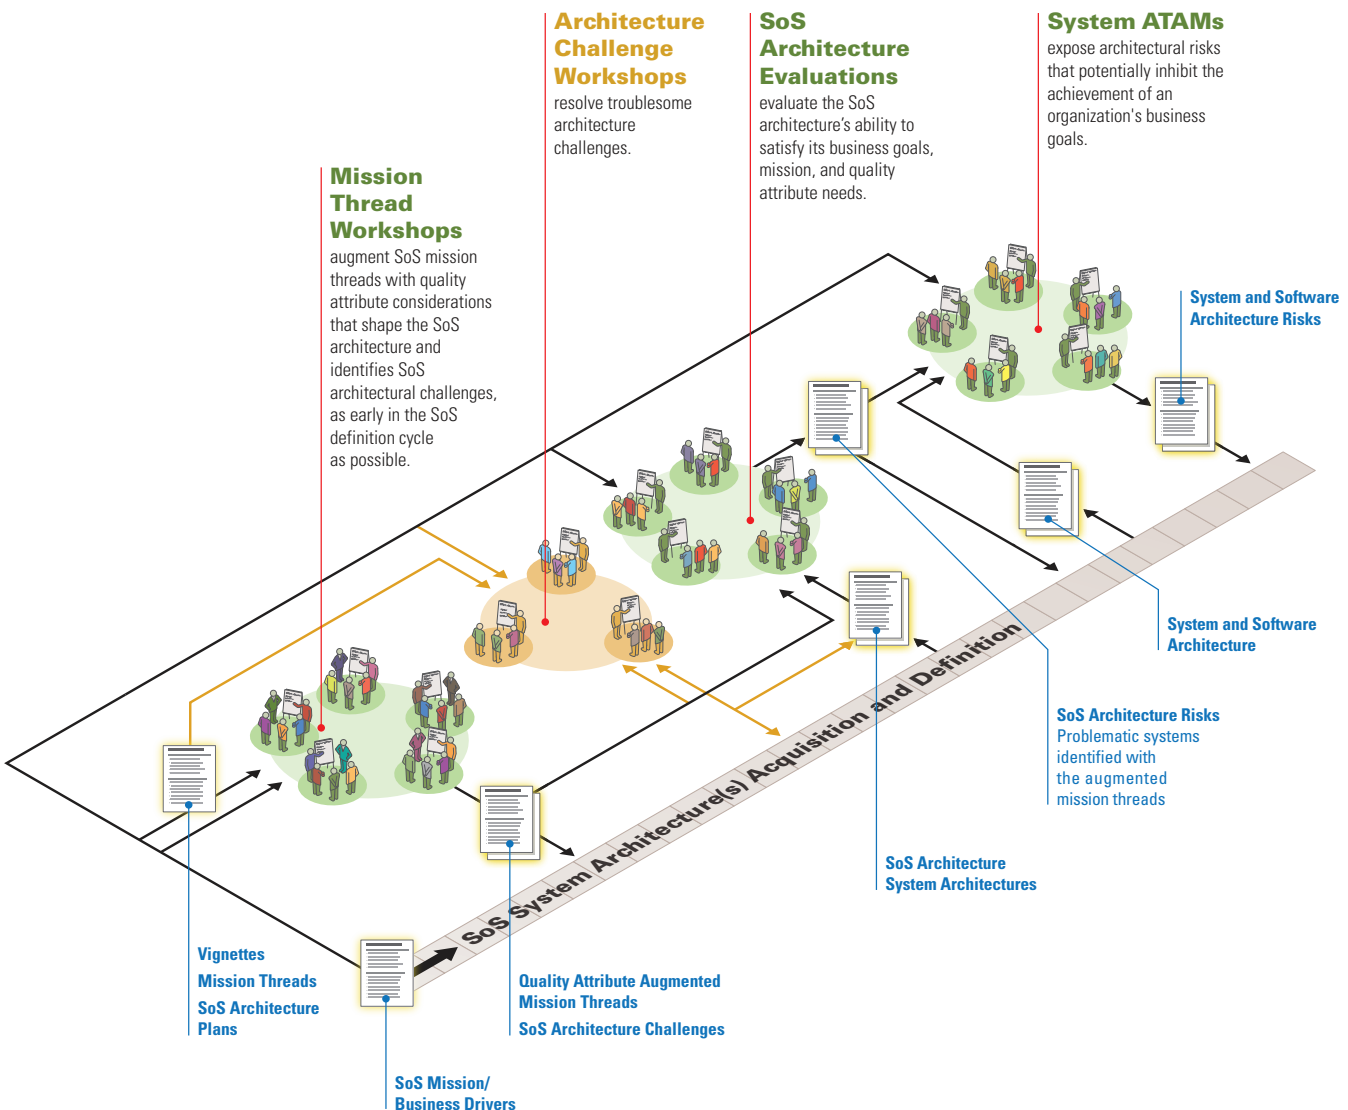 Architecture
Challenge
Workshops
resolve troublesome
architecture
challenges.
SoS
Architecture
Evaluations
evaluate the SoS
architecture’s ability to
satisfy its business goals,
mission, and quality
attribute needs.
System ATAMs
expose architectural risks
that potentially inhibit the
achievement of an
organization's business
goals.
Mission
Thread
Workshops
augment SoS mission
threads with quality
attribute considerations
that shape the SoS
architecture and
identifies SoS
architectural challenges,
as early in the SoS
definition cycle
as possible.
System and Software
Architecture Risks
System and Software
Architecture
SoS Architecture Risks
Problematic systems
identified with
the augmented
mission threads
SoS System Architecture(s) Acquisition and Definition
SoS Architecture
System Architectures
Vignettes
Mission Threads
SoS Architecture
Plans
Quality Attribute Augmented
Mission Threads
SoS Architecture Challenges
SoS Mission/
Business Drivers